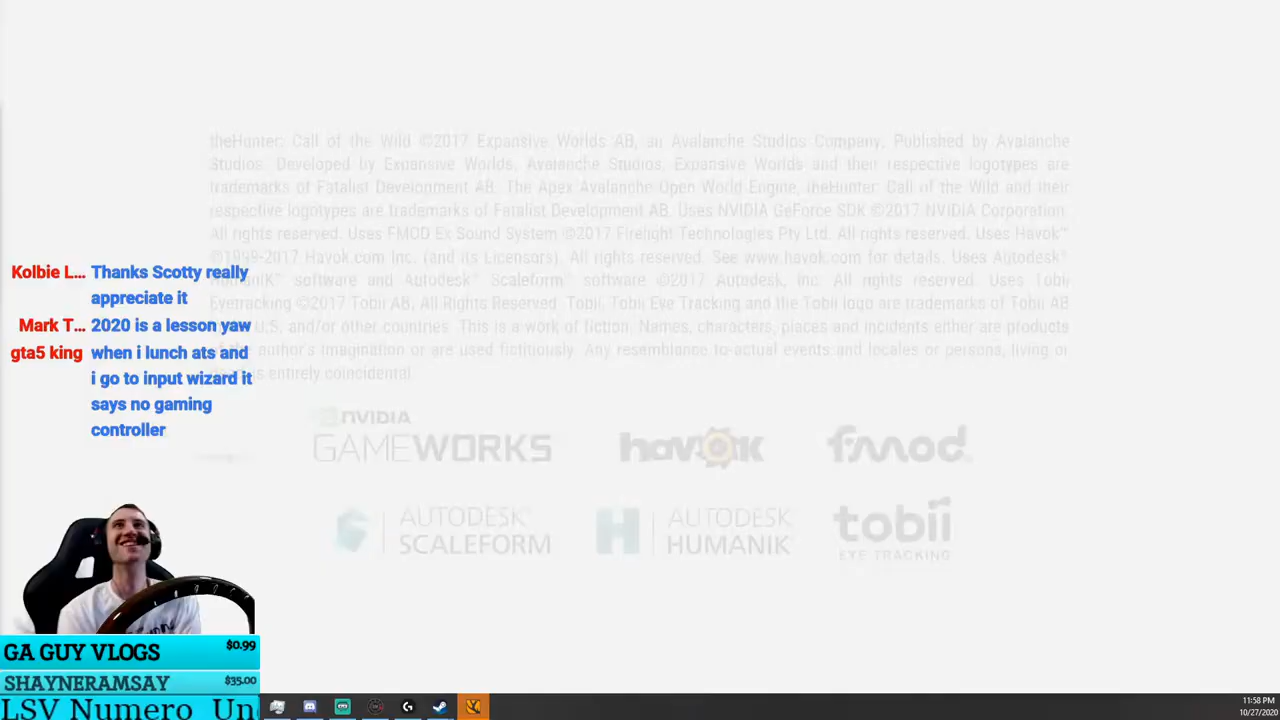 theHunter: Call of the Wild ©2017 Expansive Worlds AB, an Avalanche Studios Company. Published by Avalanche
Studios. Developed by Expansive Worlds. Avalanche Studios, Expansive Worlds and their respective logotypes are
trademarks of Fatalist Development AB. The Apex Avalanche Open World Engine, theHunter: Call of the Wild and their
respective logotypes are trademarks of Fatalist Development AB. Uses NVIDIA GeForce SDK ©2017 NVIDIA Corporation.
All rights reserved. Uses FMOD Ex Sound System ©2017 Firelight Technologies Pty Ltd. All rights reserved. Uses Havok™
©1999-2017 Havok.com Inc. (and its Licensors). All rights reserved. See www.havok.com for details. Uses Autodesk®
HumanIK™ software and Autodesk™ Scaleform™ software ©2017 Autodesk, Inc. All rights reserved. Uses Tobii
Eyetracking ©2017 Tobii AB. All Rights Reserved. Tobii, Tobii Eye Tracking and the Tobii logo are trademarks of Tobii AB
U.S. and/or other countries. This is a work of fiction. Names, characters, places and incidents either are products
of the author's imagination or are used fictitiously. Any resemblance to actual events and locales or persons, living or
is entirely coincidental.
Kolbie L... Thanks Scotty really
appreciate it
Mark T... 2020 is a lesson yaw
gta5 king when i lunch ats and
i go to input wizard it
says no gaming
controller
NVIDIA
GAMEWORKS
havok
fmod
AUTODESK
SCALEFORM
AUTODESK
HUMANIK
tobii
EYE TRACKING
GA GUY VLOGS $0.99
SHAYNERAMSAY $35.00
LSV Numero Un
11:58 PM
10/27/2020